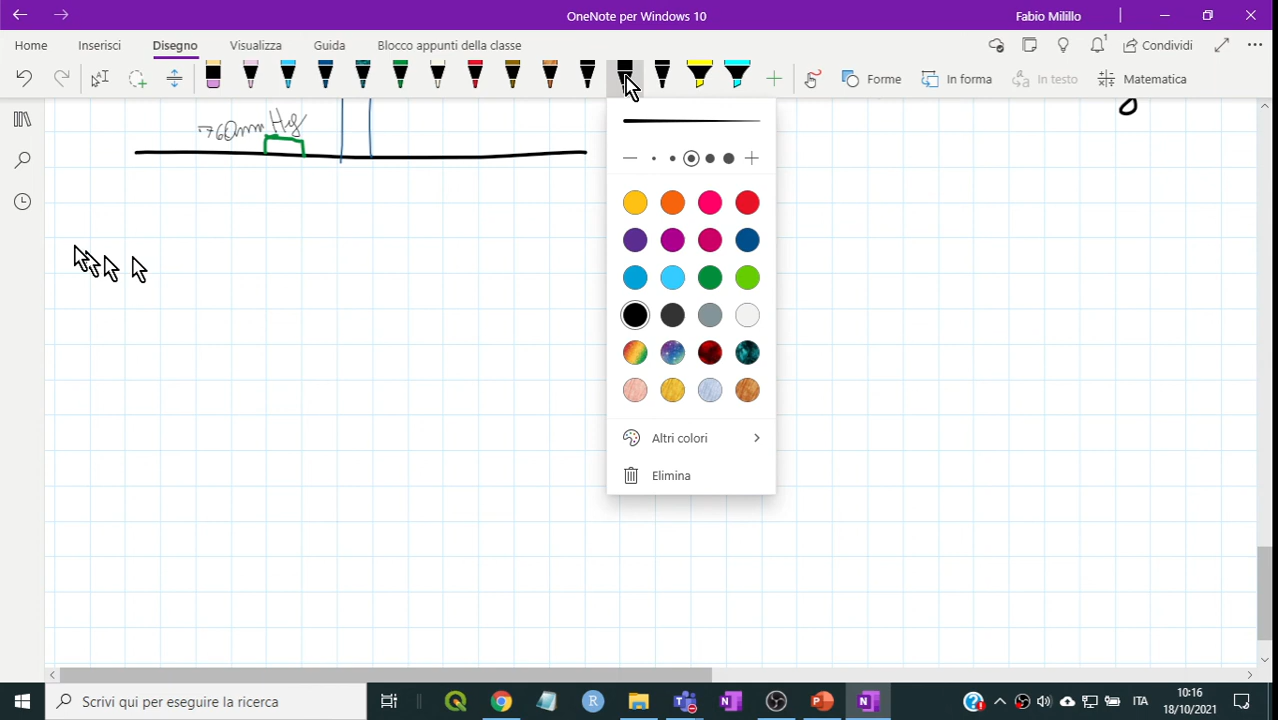 OneNote per Windows 10
Fabio Milillo
Home Inserisci Disegno Visualizza Guida Blocco appunti della classe
Condividi
Forme In forma In testo Matematica
760mm Hg
Altri colori
Elimina
Scrivi qui per eseguire la ricerca
ITA
10:16
18/10/2021